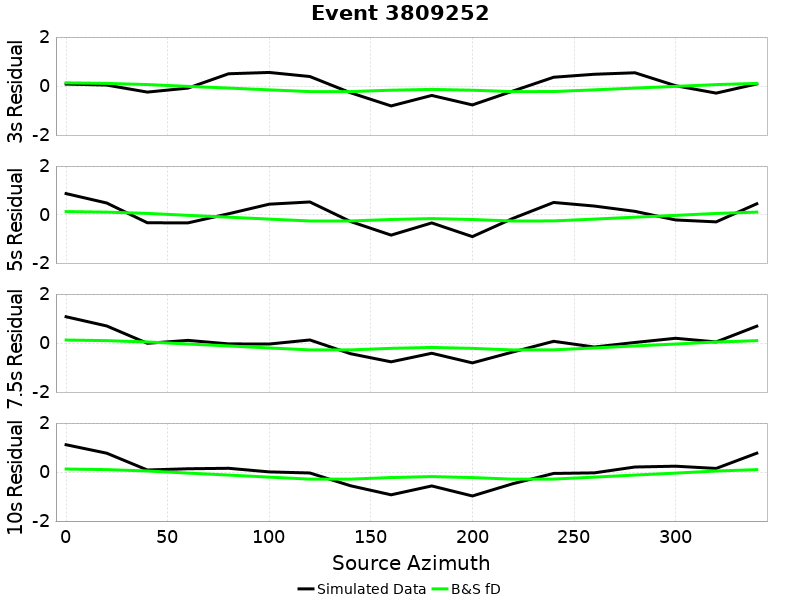 Event 3809252
3s Residual
2
0
-2
5s Residual
2
0
-2
7.5s Residual
2
0
-2
10s Residual
2
0
-2
0 50 100 150 200 250 300
Source Azimuth
Simulated Data B&S fD